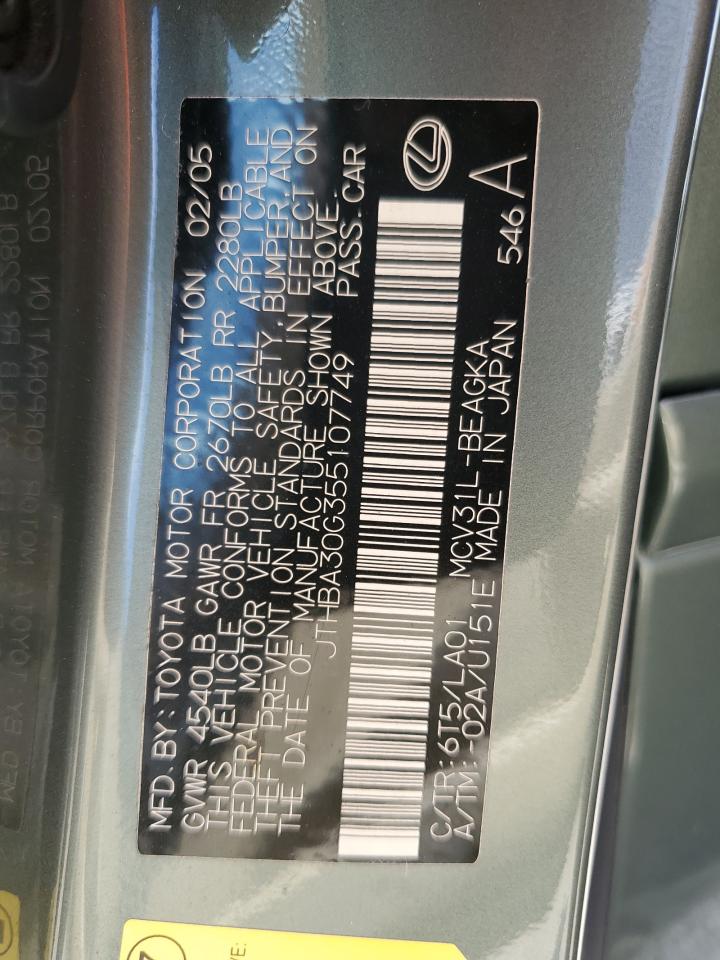 MFD. BY: TOYOTA MOTOR CORPORATION 02/05
GVWR 4540LB GAWR FR 2670LB RR 2280LB
THIS VEHICLE CONFORMS TO ALL APPLICABLE
FEDERAL MOTOR VEHICLE SAFETY, BUMPER, AND
THEFT PREVENTION STANDARDS IN EFFECT ON
THE DATE OF MANUFACTURE SHOWN ABOVE.
JTHBA30G355107749 PASS. CAR
C/TR: 6T5/LA01 MCV31L-BEAGKA
A/TM: -02A/U151E MADE IN JAPAN 546 A
VE: